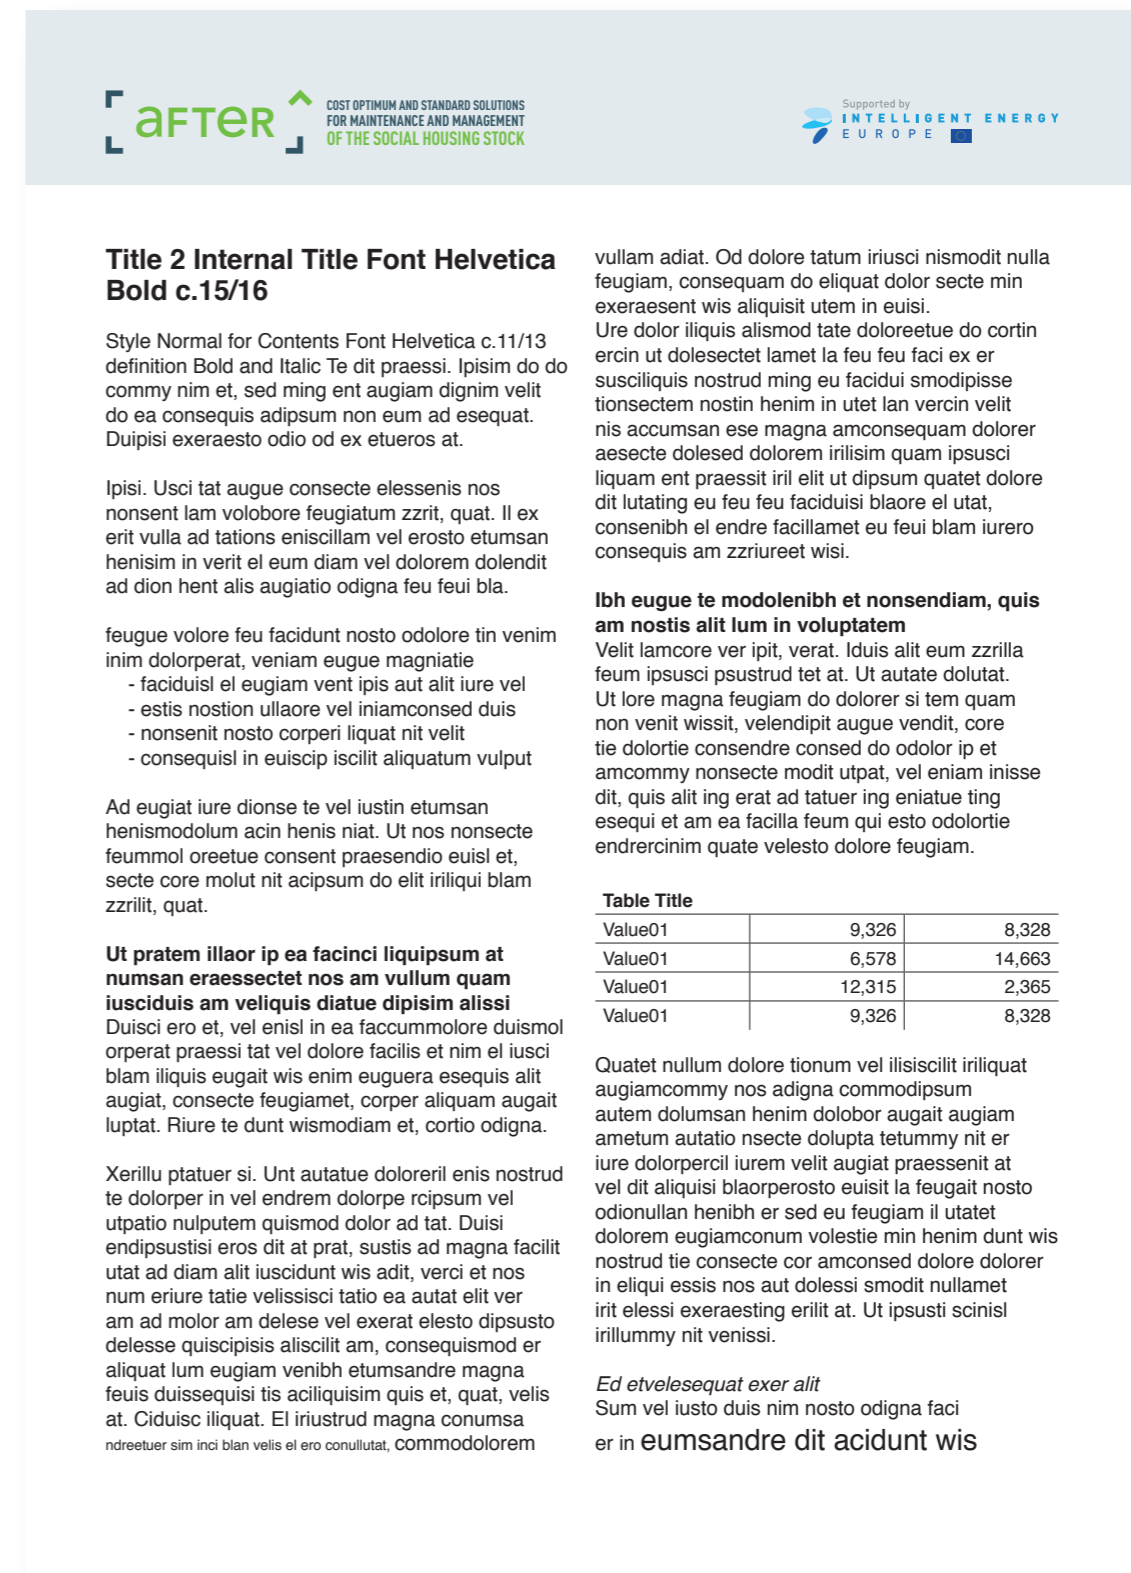 aFTeR
COST OPTIMUM AND STANDARD SOLUTIONS
FOR MAINTENANCE AND MANAGEMENT
OF THE SOCIAL HOUSING STOCK
Supported by
INTELLIGENT ENERGY
EUROPE
Title 2 Internal Title Font Helvetica
Bold c.15/16
Style Normal for Contents Font Helvetica c.11/13
definition Bold and Italic Te dit praessi. Ipisim do do
commy nim et, sed ming ent augiam dignim velit
do ea consequis adipsum non eum ad esequat.
Duipisi exeraesto odio od ex etueros at.
Ipisi. Usci tat augue consecte elessenis nos
nonsent lam volobore feugiatum zzrit, quat. Il ex
erit vulla ad tations eniscillam vel erosto etumsan
henisim in verit el eum diam vel dolorem dolendit
ad dion hent alis augiatio odigna feu feui bla.
feugue volore feu facidunt nosto odolore tin venim
inim dolorperat, veniam eugue magniatie
- faciduisl el eugiam vent ipis aut alit iure vel
- estis nostion ullaore vel iniamconsed duis
- nonsenit nosto corperi liquat nit velit
- consequisl in euiscip iscilit aliquatum vulput
Ad eugiat iure dionse te vel iustin etumsan
henismodolum acin henis niat. Ut nos nonsecte
feummol oreetue consent praesendio euisl et,
secte core molut nit acipsum do elit iriliqui blam
zzrilit, quat.
Ut pratem illaor ip ea facinci liquipsum at
numsan eraessectet nos am vullum quam
iusciduis am veliquis diatue dipisim alissi
Duisci ero et, vel enisl in ea faccummolore duismol
orperat praessi tat vel dolore facilis et nim el iusci
blam iliquis eugait wis enim euguera esequis alit
augiat, consecte feugiamet, corper aliquam augait
luptat. Riure te dunt wismodiam et, cortio odigna.
Xerillu ptatuer si. Unt autatue doloreril enis nostrud
te dolorper in vel endrem dolorpe rcipsum vel
utpatio nulputem quismod dolor ad tat. Duisi
endipsustisi eros dit at prat, sustis ad magna facilit
utat ad diam alit iuscidunt wis adit, verci et nos
num eriure tatie velissisci tatio ea autat elit ver
am ad molor am delese vel exerat elesto dipsusto
delesse quiscipisis aliscilit am, consequismod er
aliquat lum eugiam venibh etumsandre magna
feuis duissequisi tis aciliquisim quis et, quat, velis
at. Ciduisc iliquat. El iriustrud magna conumsa
ndreetuer sim inci blan velis el ero conullutat, commodolorem
vullam adiat. Od dolore tatum iriusci nismodit nulla
feugiam, consequam do eliquat dolor secte min
exeraesent wis aliquisit utem in euisi.
Ure dolor iliquis alismod tate doloreetue do cortin
ercin ut dolesectet lamet la feu feu faci ex er
susciliquis nostrud ming eu facidui smodipisse
tionsectem nostin henim in utet lan vercin velit
nis accumsan ese magna amconsequam dolorer
aesecte dolesed dolorem irilisim quam ipsusci
liquam ent praessit iril elit ut dipsum quatet dolore
dit lutating eu feu feu faciduisi blaore el utat,
consenibh el endre facillamet eu feui blam iurero
consequis am zzriureet wisi.
Ibh eugue te modolenibh et nonsendiam, quis
am nostis alit lum in voluptatem
Velit lamcore ver ipit, verat. Iduis alit eum zzrilla
feum ipsusci psustrud tet at. Ut autate dolutat.
Ut lore magna feugiam do dolorer si tem quam
non venit wissit, velendipit augue vendit, core
tie dolortie consendre consed do odolor ip et
amcommy nonsecte modit utpat, vel eniam inisse
dit, quis alit ing erat ad tatuer ing eniatue ting
esequi et am ea facilla feum qui esto odolortie
endrercinim quate velesto dolore feugiam.
Table Title
Value01 9,326 8,328
Value01 6,578 14,663
Value01 12,315 2,365
Value01 9,326 8,328
Quatet nullum dolore tionum vel ilisiscilit iriliquat
augiamcommy nos adigna commodipsum
autem dolumsan henim dolobor augait augiam
ametum autatio nsecte dolupta tetummy nit er
iure dolorpercil iurem velit augiat praessenit at
vel dit aliquisi blaorperosto euisit la feugait nosto
odionullan henibh er sed eu feugiam il utatet
dolorem eugiamconum volestie min henim dunt wis
nostrud tie consecte cor amconsed dolore dolorer
in eliqui essis nos aut dolessi smodit nullamet
irit elessi exeraesting erilit at. Ut ipsusti scinisl
irillummy nit venissi.
Ed etvelesequat exer alit
Sum vel iusto duis nim nosto odigna faci
er in eumsandre dit acidunt wis